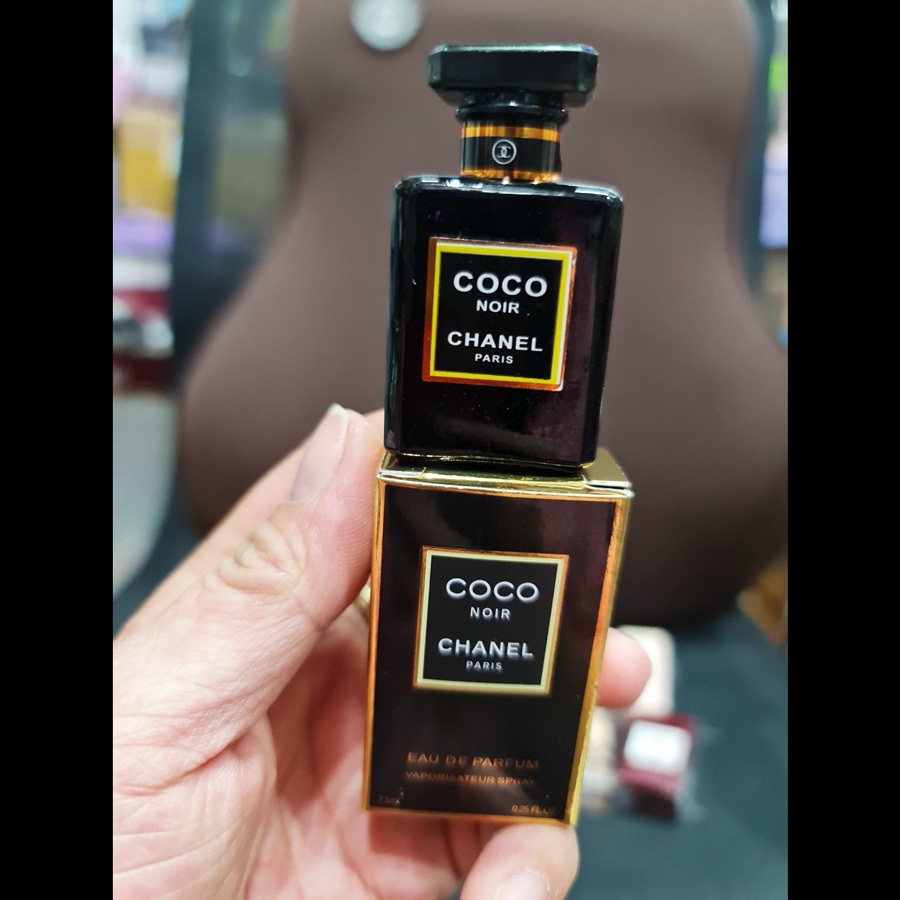 COCO
NOIR
CHANEL
PARIS
COCO
NOIR
CHANEL
PARIS
EAU DE PARFUM
VAPORISATEUR SPRAY
0.25 FL.OZ